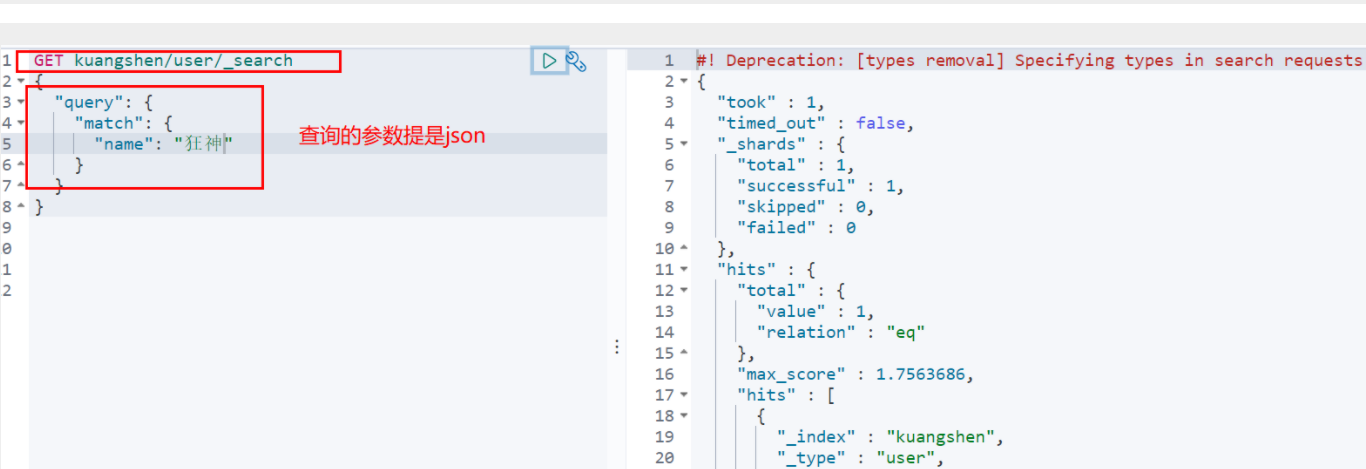 1 GET kuangshen/user/_search
2 {
3 "query": {
4 "match": {
5 "name": "狂神"
6 }
7 }
8 }
9
0
1
2
查询的参数提是json
1 #! Deprecation: [types removal] Specifying types in search requests
2 {
3 "took" : 1,
4 "timed_out" : false,
5 "_shards" : {
6 "total" : 1,
7 "successful" : 1,
8 "skipped" : 0,
9 "failed" : 0
10 },
11 "hits" : {
12 "total" : {
13 "value" : 1,
14 "relation" : "eq"
15 },
16 "max_score" : 1.7563686,
17 "hits" : [
18 {
19 "_index" : "kuangshen",
20 "_type" : "user",